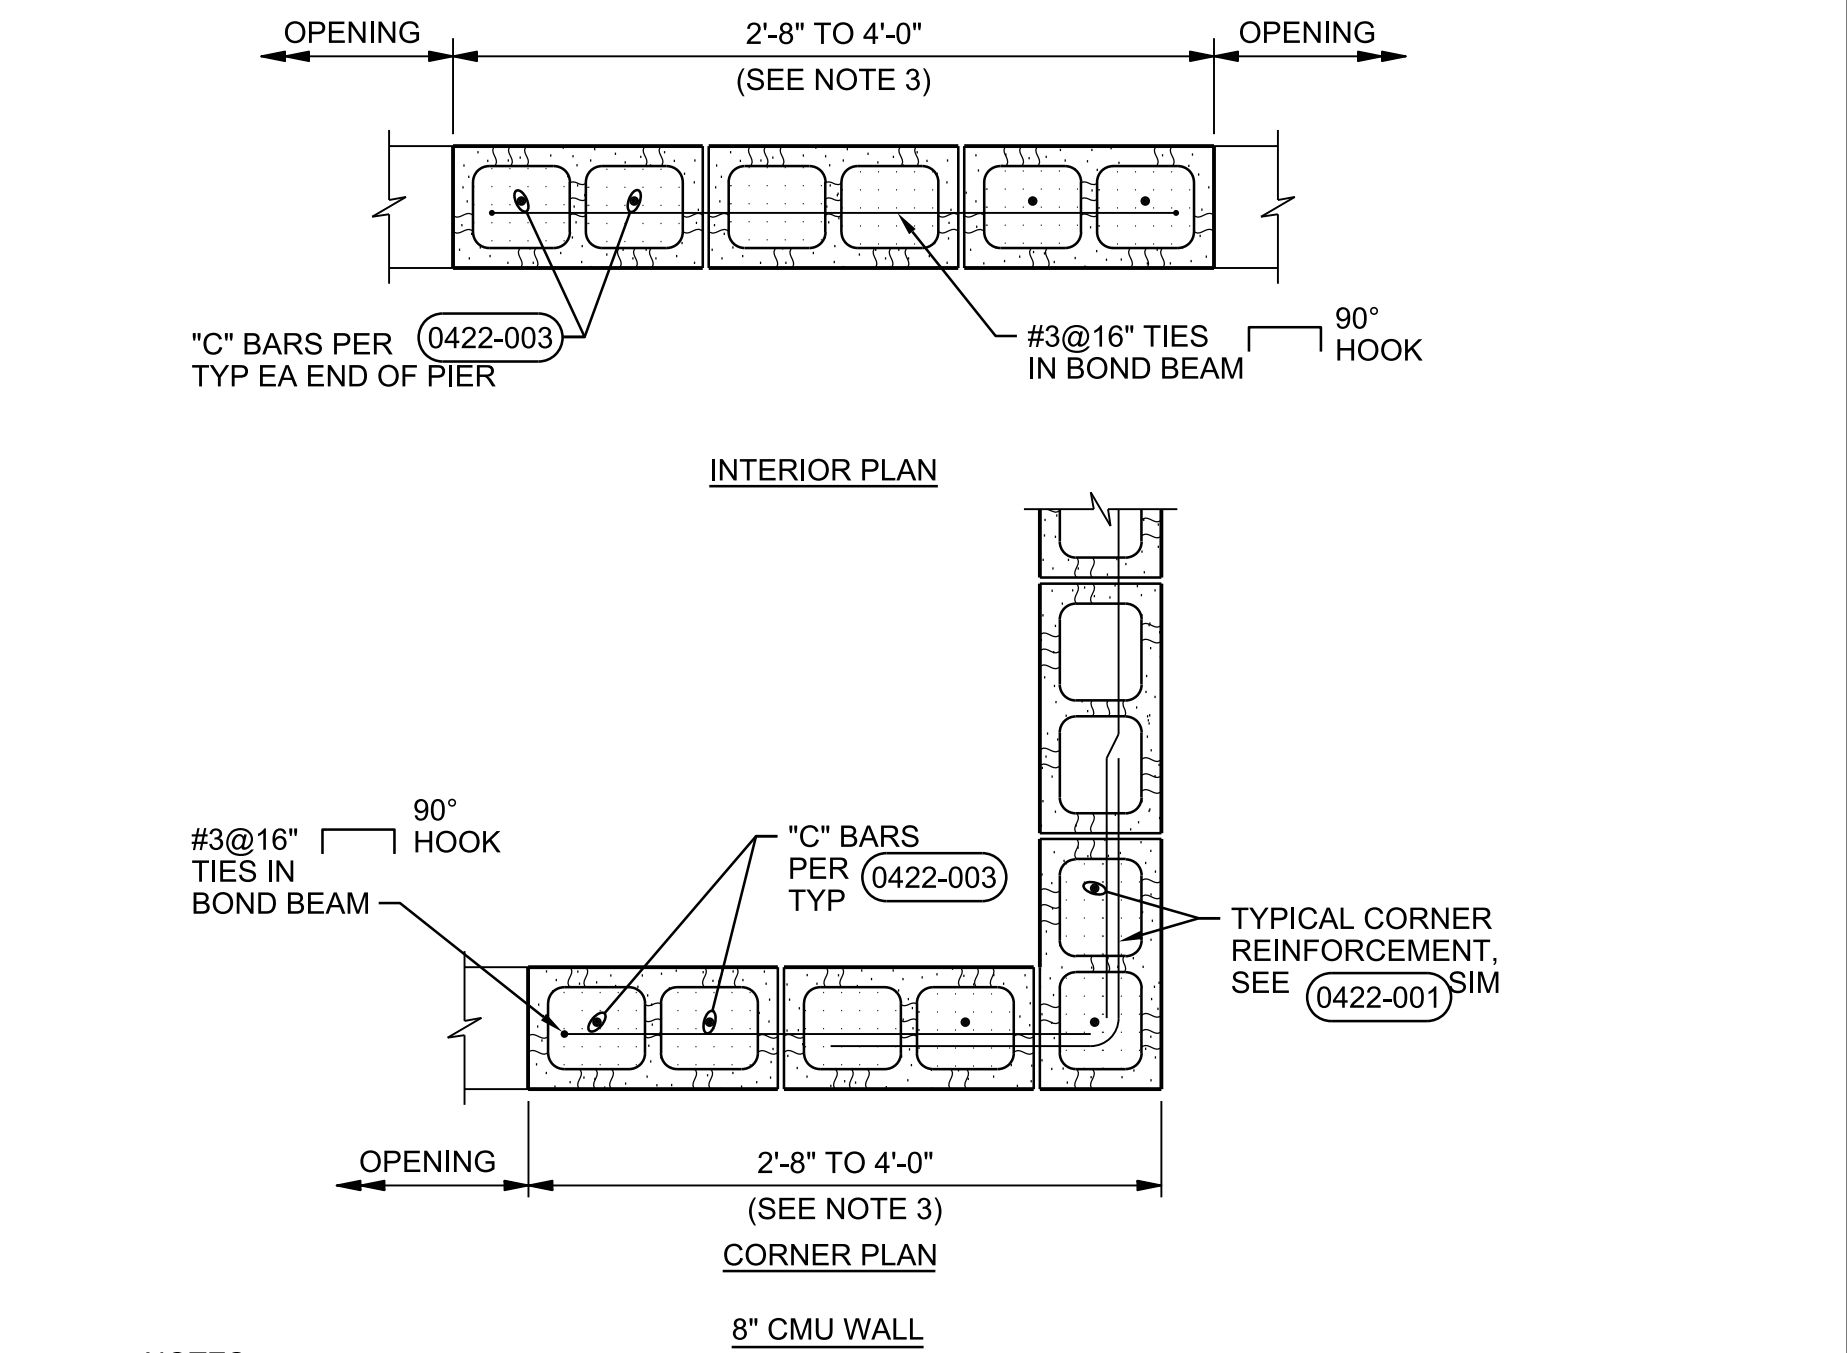 OPENING
2'-8" TO 4'-0"
OPENING
(SEE NOTE 3)
"C" BARS PER 0422-003
TYP EA END OF PIER
#3@16" TIES
IN BOND BEAM
90°
HOOK
INTERIOR PLAN
#3@16"
TIES IN
BOND BEAM
90°
HOOK
"C" BARS
PER 0422-003
TYP
TYPICAL CORNER
REINFORCEMENT,
SEE 0422-001 SIM
OPENING
2'-8" TO 4'-0"
(SEE NOTE 3)
CORNER PLAN
8" CMU WALL